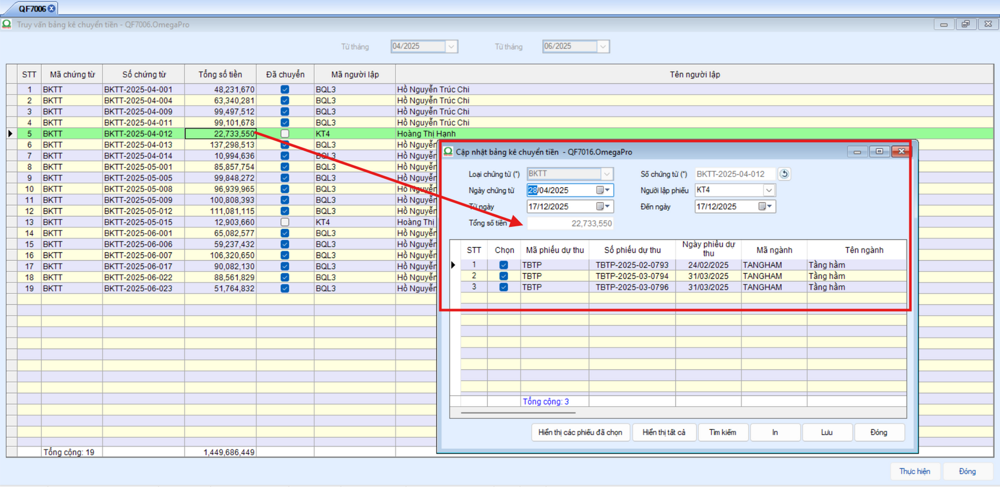 QF7006
Truy vấn bảng kê chuyển tiền - QF7006.OmegaPro
Từ tháng 04/2025 Từ tháng 06/2025
STT Mã chứng từ Số chứng từ Tổng số tiền Đã chuyển Mã người lập Tên người lập
1 BKTT BKTT-2025-04-001 48,231,670 BQL3 Hồ Nguyễn Trúc Chi
2 BKTT BKTT-2025-04-004 63,340,281 BQL3 Hồ Nguyễn Trúc Chi
3 BKTT BKTT-2025-04-009 99,497,512 BQL3 Hồ Nguyễn Trúc Chi
4 BKTT BKTT-2025-04-011 99,101,678 BQL3 Hồ Nguyễn Trúc Chi
5 BKTT BKTT-2025-04-012 22,733,550 KT4 Hoàng Thị Hạnh
6 BKTT BKTT-2025-04-013 137,298,513 BQL3 Hồ Nguyễn
7 BKTT BKTT-2025-04-014 10,994,636 BQL3 Hồ Nguyễn
8 BKTT BKTT-2025-05-001 85,857,754 BQL3 Hồ Nguyễn
9 BKTT BKTT-2025-05-005 99,848,272 BQL3 Hồ Nguyễn
10 BKTT BKTT-2025-05-008 96,939,965 BQL3 Hồ Nguyễn
11 BKTT BKTT-2025-05-009 100,808,393 BQL3 Hồ Nguyễn
12 BKTT BKTT-2025-05-012 111,081,115 BQL3 Hồ Nguyễn
13 BKTT BKTT-2025-05-015 12,903,660 KT4 Hoàng Thị
14 BKTT BKTT-2025-06-001 65,082,577 BQL3 Hồ Nguyễn
15 BKTT BKTT-2025-06-006 59,237,432 BQL3 Hồ Nguyễn
16 BKTT BKTT-2025-06-007 106,320,650 BQL3 Hồ Nguyễn
17 BKTT BKTT-2025-06-017 90,082,130 BQL3 Hồ Nguyễn
18 BKTT BKTT-2025-06-022 88,561,829 BQL3 Hồ Nguyễn
19 BKTT BKTT-2025-06-023 51,764,832 BQL3 Hồ Nguyễn
Tổng cộng: 19 1,449,686,449
Cập nhật bảng kê chuyển tiền - QF7016.OmegaPro
Loại chứng từ (*) BKTT Số chứng từ (*) BKTT-2025-04-012
Ngày chứng từ 28/04/2025 Người lập phiếu KT4
Từ ngày 17/12/2025 Đến ngày 17/12/2025
Tổng số tiền 22,733,550
STT Chọn Mã phiếu dự thu Số phiếu dự thu Ngày phiếu dự thu Mã ngành Tên ngành
1 TBTP TBTP-2025-02-0793 24/02/2025 TANGHAM Tầng hầm
2 TBTP TBTP-2025-03-0794 31/03/2025 TANGHAM Tầng hầm
3 TBTP TBTP-2025-03-0796 31/03/2025 TANGHAM Tầng hầm
Tổng cộng: 3
Hiển thị các phiếu đã chọn Hiển thị tất cả Tìm kiếm In Lưu Đóng
Thực hiện Đóng